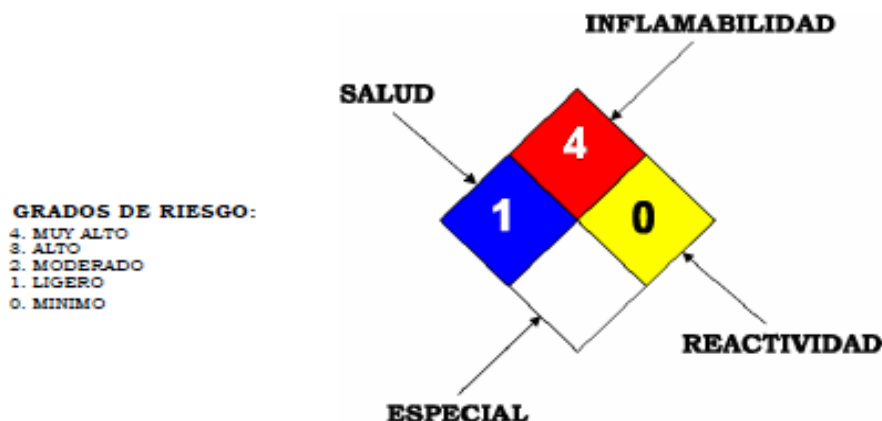 INFLAMABILIDAD
SALUD
4
1
0
GRADOS DE RIESGO:
4. MUY ALTO
3. ALTO
2. MODERADO
1. LIGERO
0. MINIMO
REACTIVIDAD
ESPECIAL